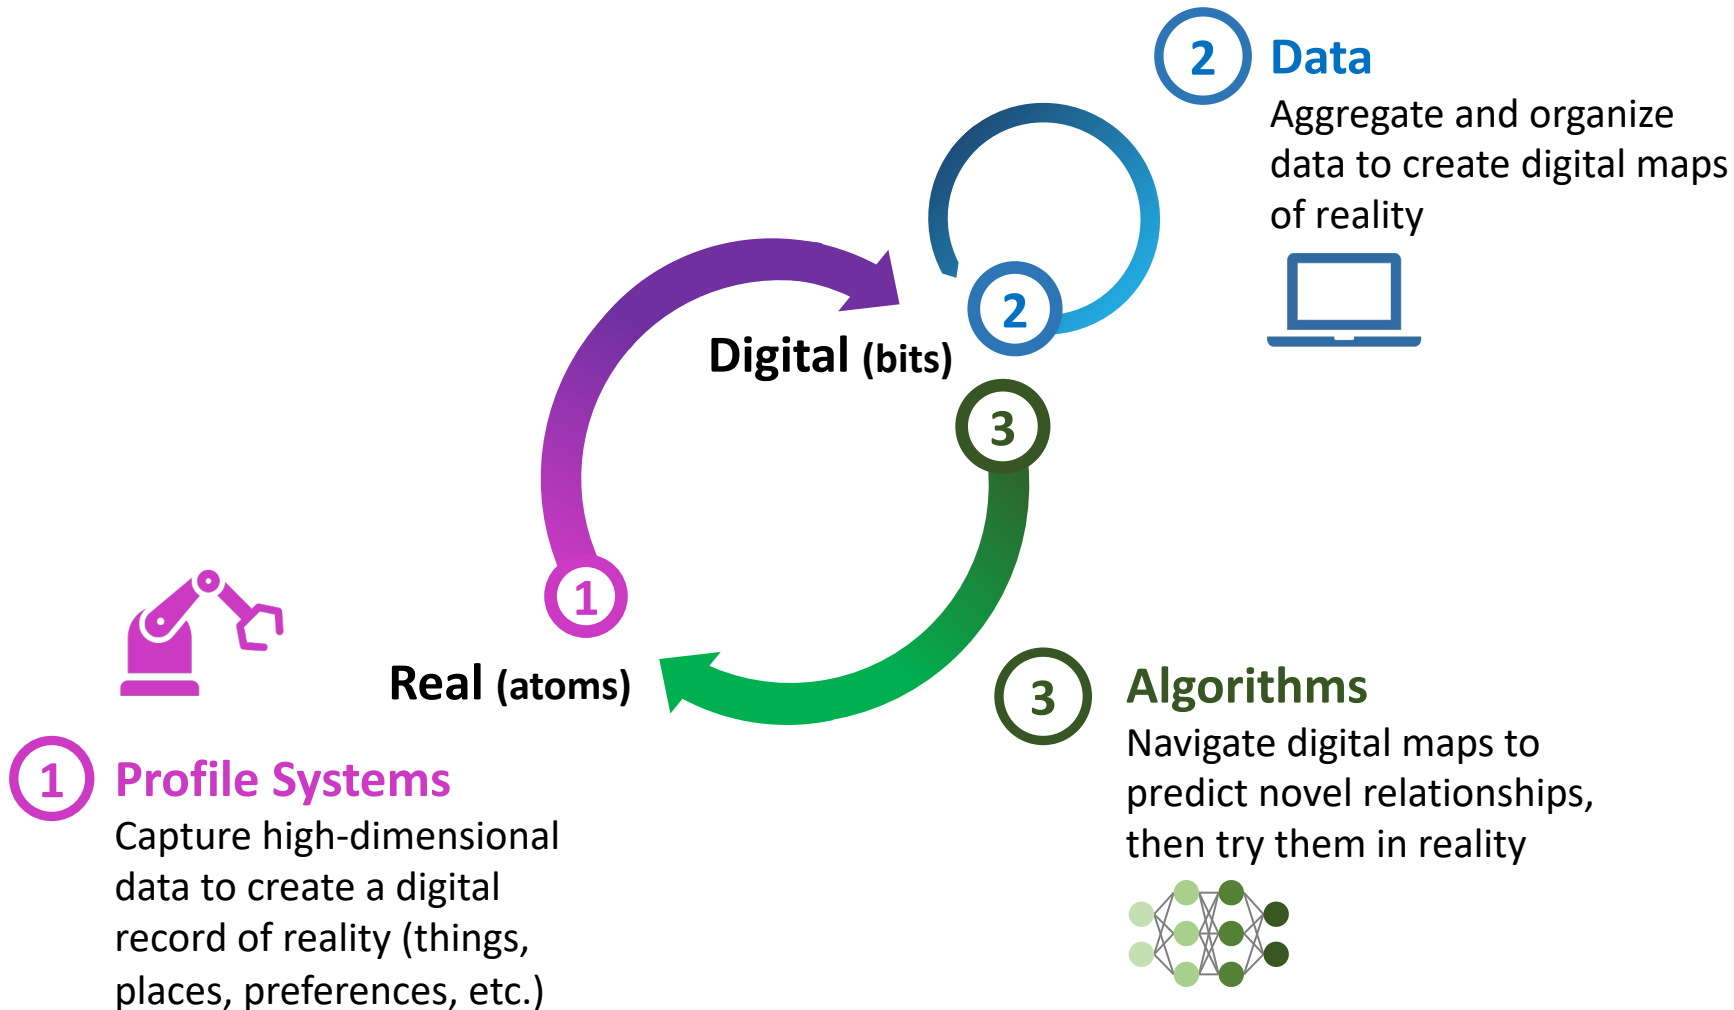 2 Data
Aggregate and organize
data to create digital maps
of reality
2
Digital (bits)
3
1
Real (atoms)
3 Algorithms
Navigate digital maps to
predict novel relationships,
then try them in reality
1 Profile Systems
Capture high-dimensional
data to create a digital
record of reality (things,
places, preferences, etc.)